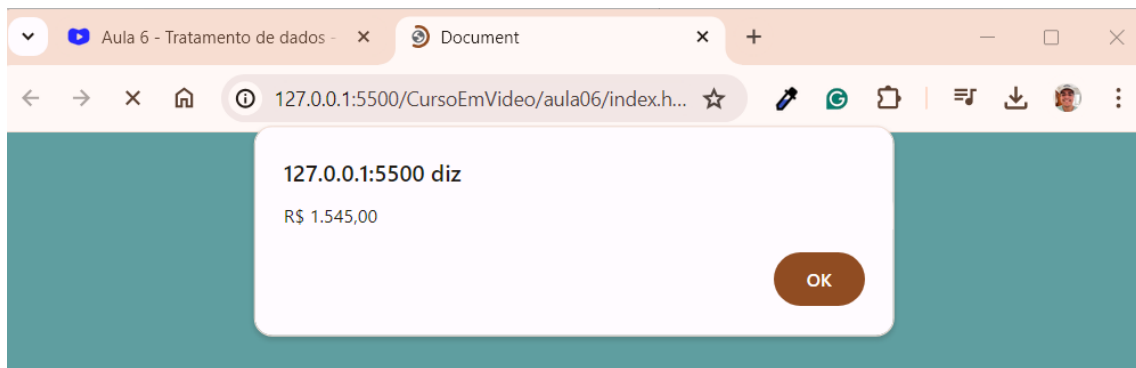 Aula 6 - Tratamento de dados -
Document
127.0.0.1:5500/CursoEmVideo/aula06/index.h...
127.0.0.1:5500 diz
R$ 1.545,00
OK